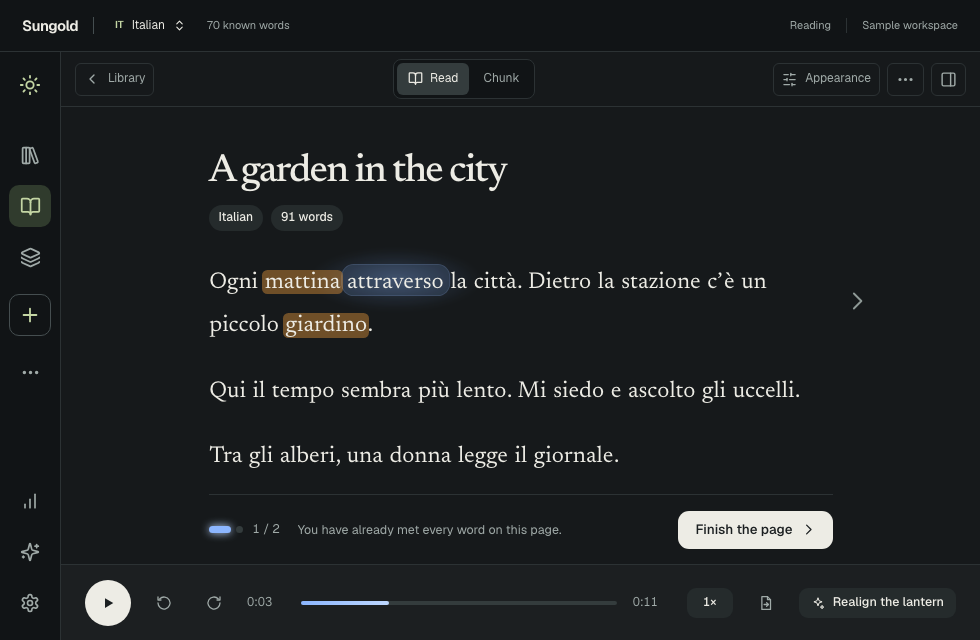 Sungold
IT Italian
70 known words
Reading
Sample workspace
Library
Read
Chunk
Appearance
A garden in the city
Italian
91 words
Ogni mattina attraverso la città. Dietro la stazione c’è un
piccolo giardino.
Qui il tempo sembra più lento. Mi siedo e ascolto gli uccelli.
Tra gli alberi, una donna legge il giornale.
1 / 2
You have already met every word on this page.
Finish the page
0:03
0:11
1×
Realign the lantern